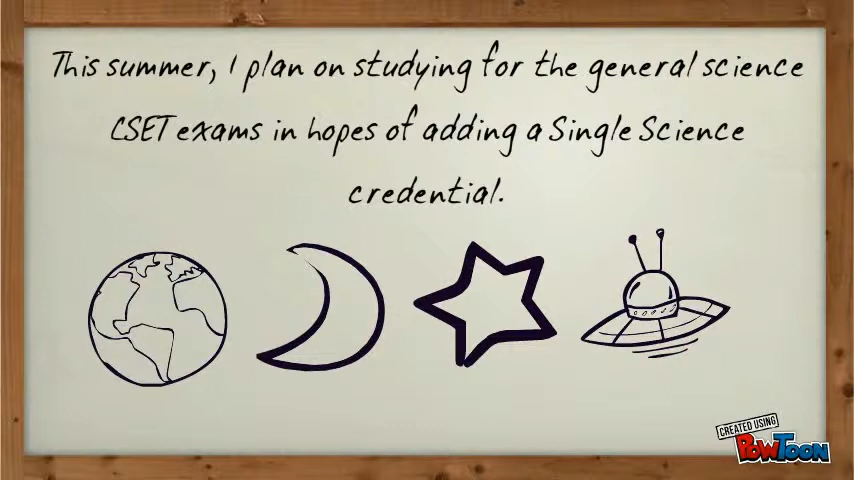 This summer, I plan on studying for the general science
CSET exams in hopes of adding a Single Science
credential.
CREATED USING
POWTOON